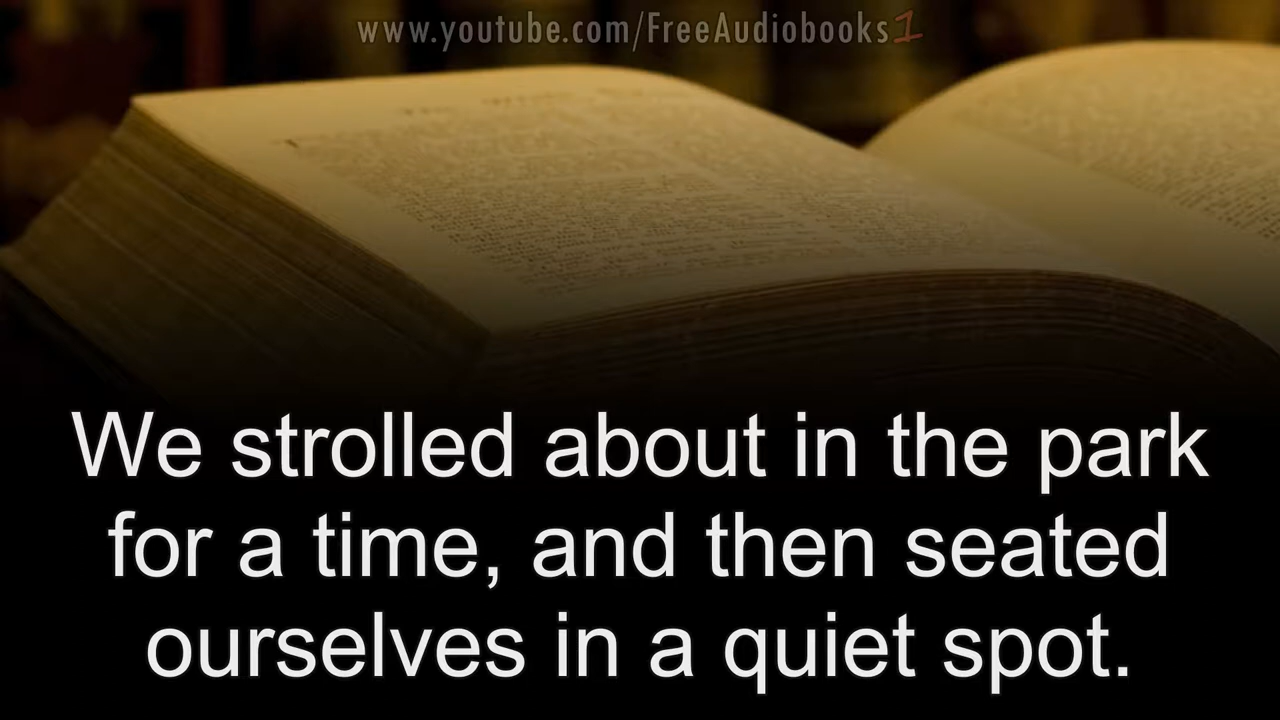 www.youtube.com/FreeAudiobooks1
We strolled about in the park
for a time, and then seated
ourselves in a quiet spot.